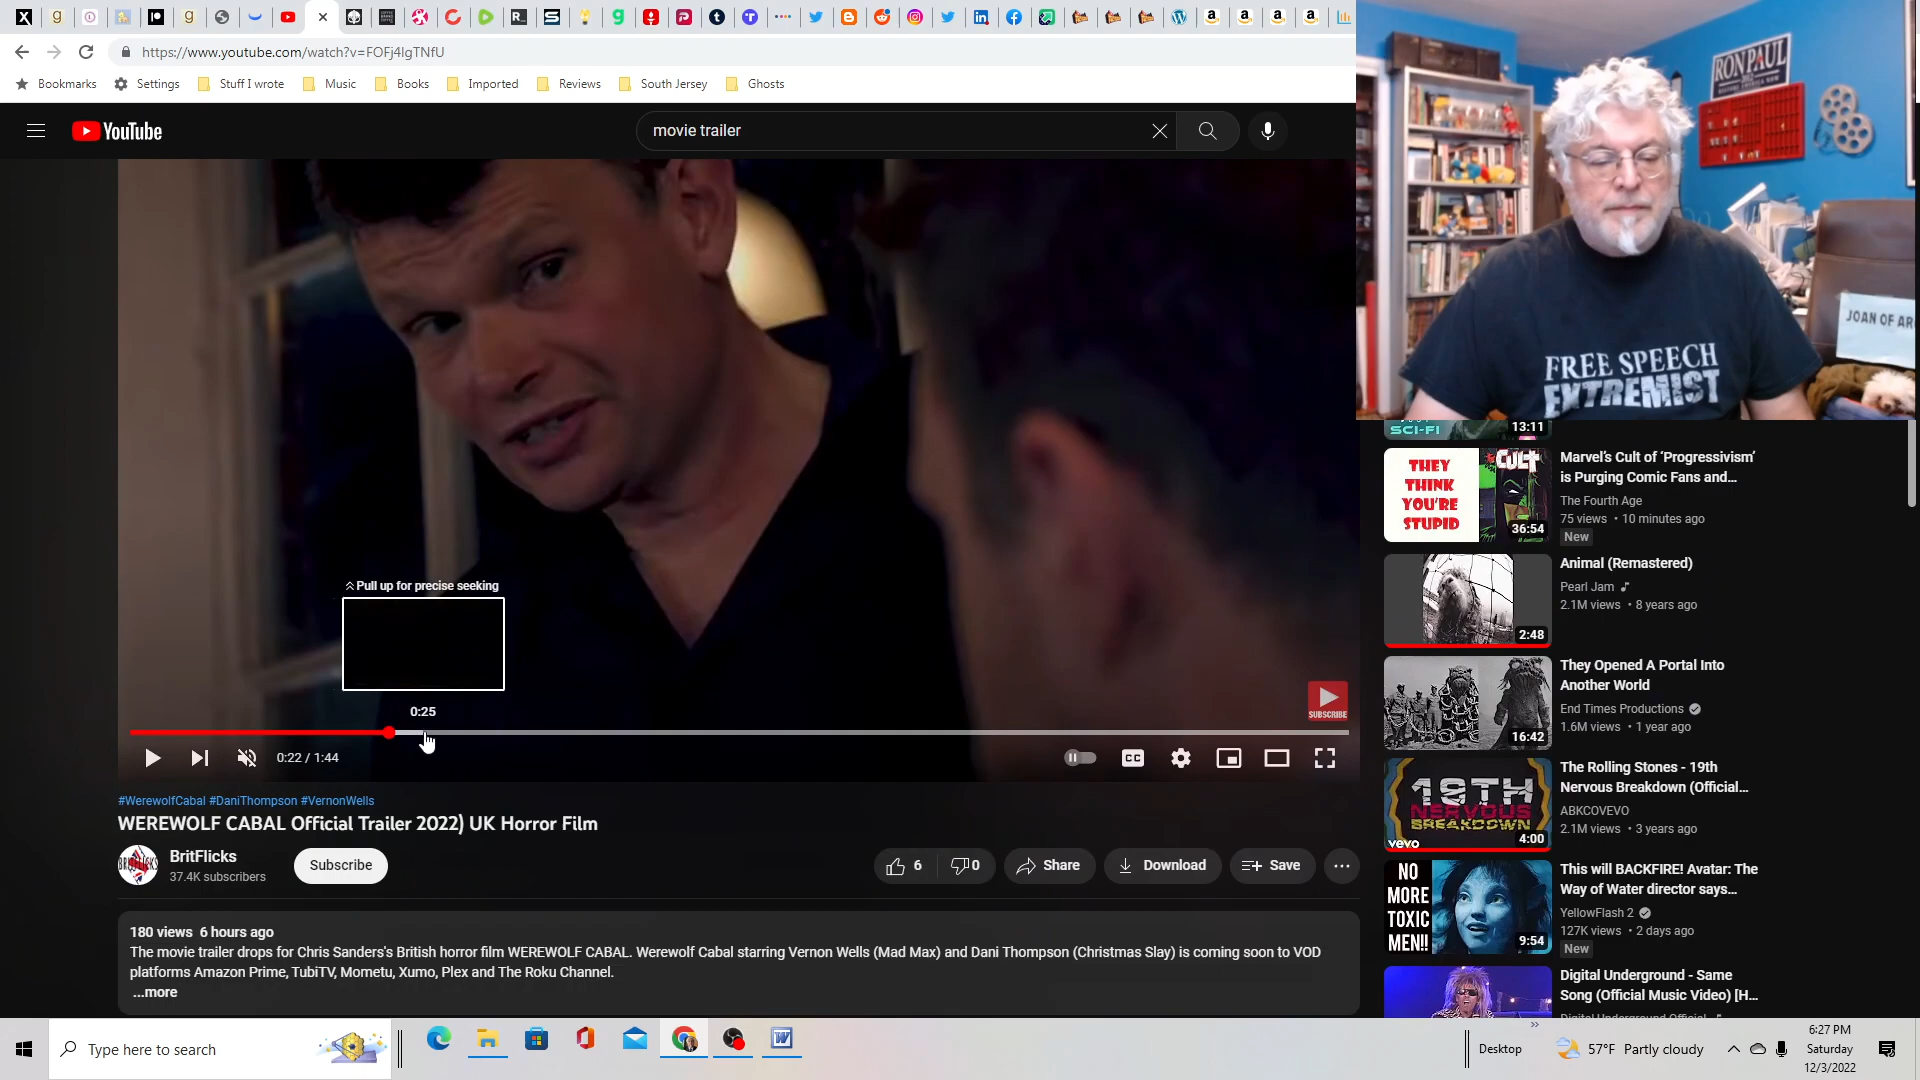 https://www.youtube.com/watch?v=FOFj4lgTNfU
Bookmarks Settings Stuff I wrote Music Books Imported Reviews South Jersey Ghosts
YouTube
movie trailer
RON PAUL
JOAN OF AR
FREE SPEECH
EXTREMIST
Pull up for precise seeking
0:25
SUBSCRIBE
0:22 / 1:44
CC
#WerewolfCabal #DaniThompson #VernonWells
WEREWOLF CABAL Official Trailer 2022) UK Horror Film
BritFlicks
37.4K subscribers
Subscribe
6
0
Share
Download
Save
180 views 6 hours ago
The movie trailer drops for Chris Sanders's British horror film WEREWOLF CABAL. Werewolf Cabal starring Vernon Wells (Mad Max) and Dani Thompson (Christmas Slay) is coming soon to VOD
platforms Amazon Prime, TubiTV, Mometu, Xumo, Plex and The Roku Channel.
...more
SCI-FI
13:11
THEY
THINK
YOU'RE
STUPID
CULT
36:54
Marvel's Cult of 'Progressivism'
is Purging Comic Fans and...
The Fourth Age
75 views • 10 minutes ago
New
2:48
Animal (Remastered)
Pearl Jam
2.1M views • 8 years ago
16:42
They Opened A Portal Into
Another World
End Times Productions
1.6M views • 1 year ago
19TH
NERVOUS
BREAKDOWN
vevo
4:00
The Rolling Stones - 19th
Nervous Breakdown (Official...
ABKCOVEVO
2.1M views • 3 years ago
NO
MORE
TOXIC
MEN!!
9:54
This will BACKFIRE! Avatar: The
Way of Water director says...
YellowFlash 2
127K views • 2 days ago
New
Digital Underground - Same
Song (Official Music Video) [H...
Digital Underground Official
Type here to search
Desktop
57°F Partly cloudy
6:27 PM
Saturday
12/3/2022